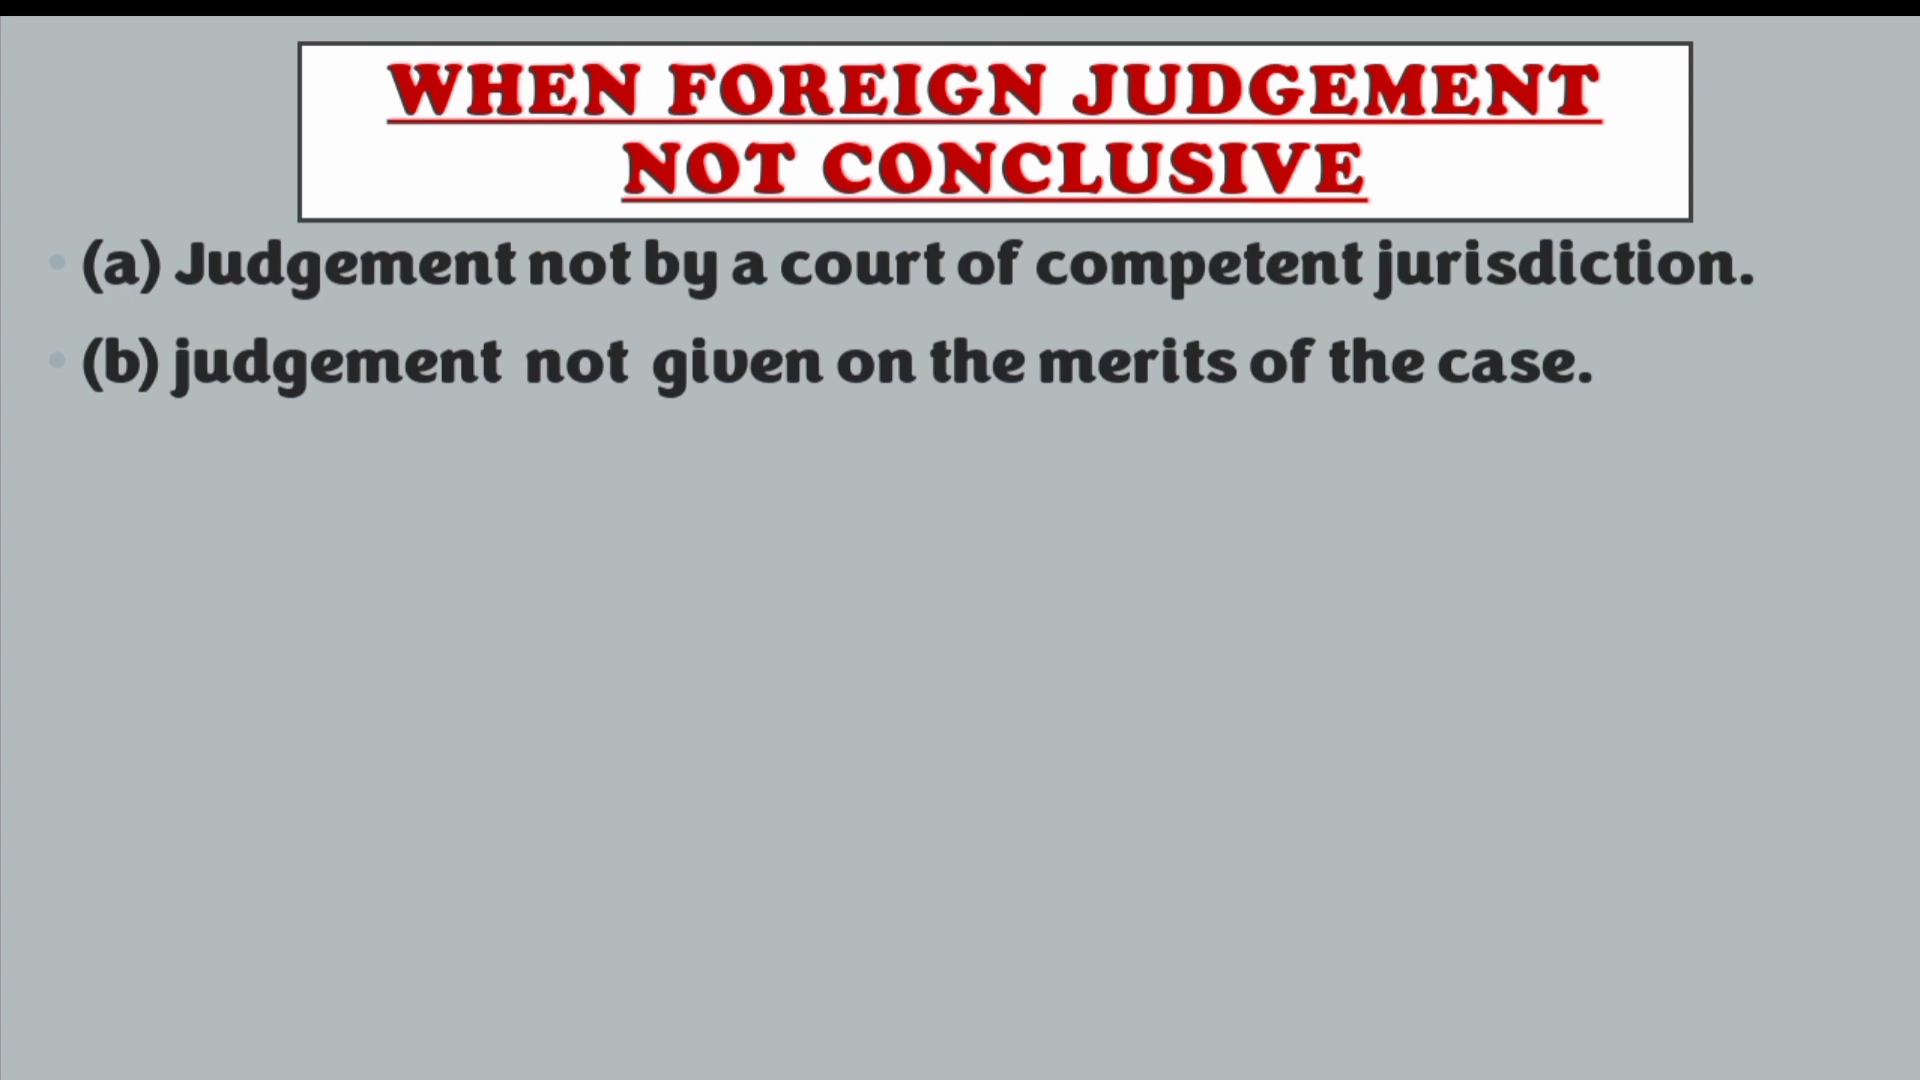 WHEN FOREIGN JUDGEMENT
NOT CONCLUSIVE
(a) Judgement not by a court of competent jurisdiction.
(b) judgement not given on the merits of the case.